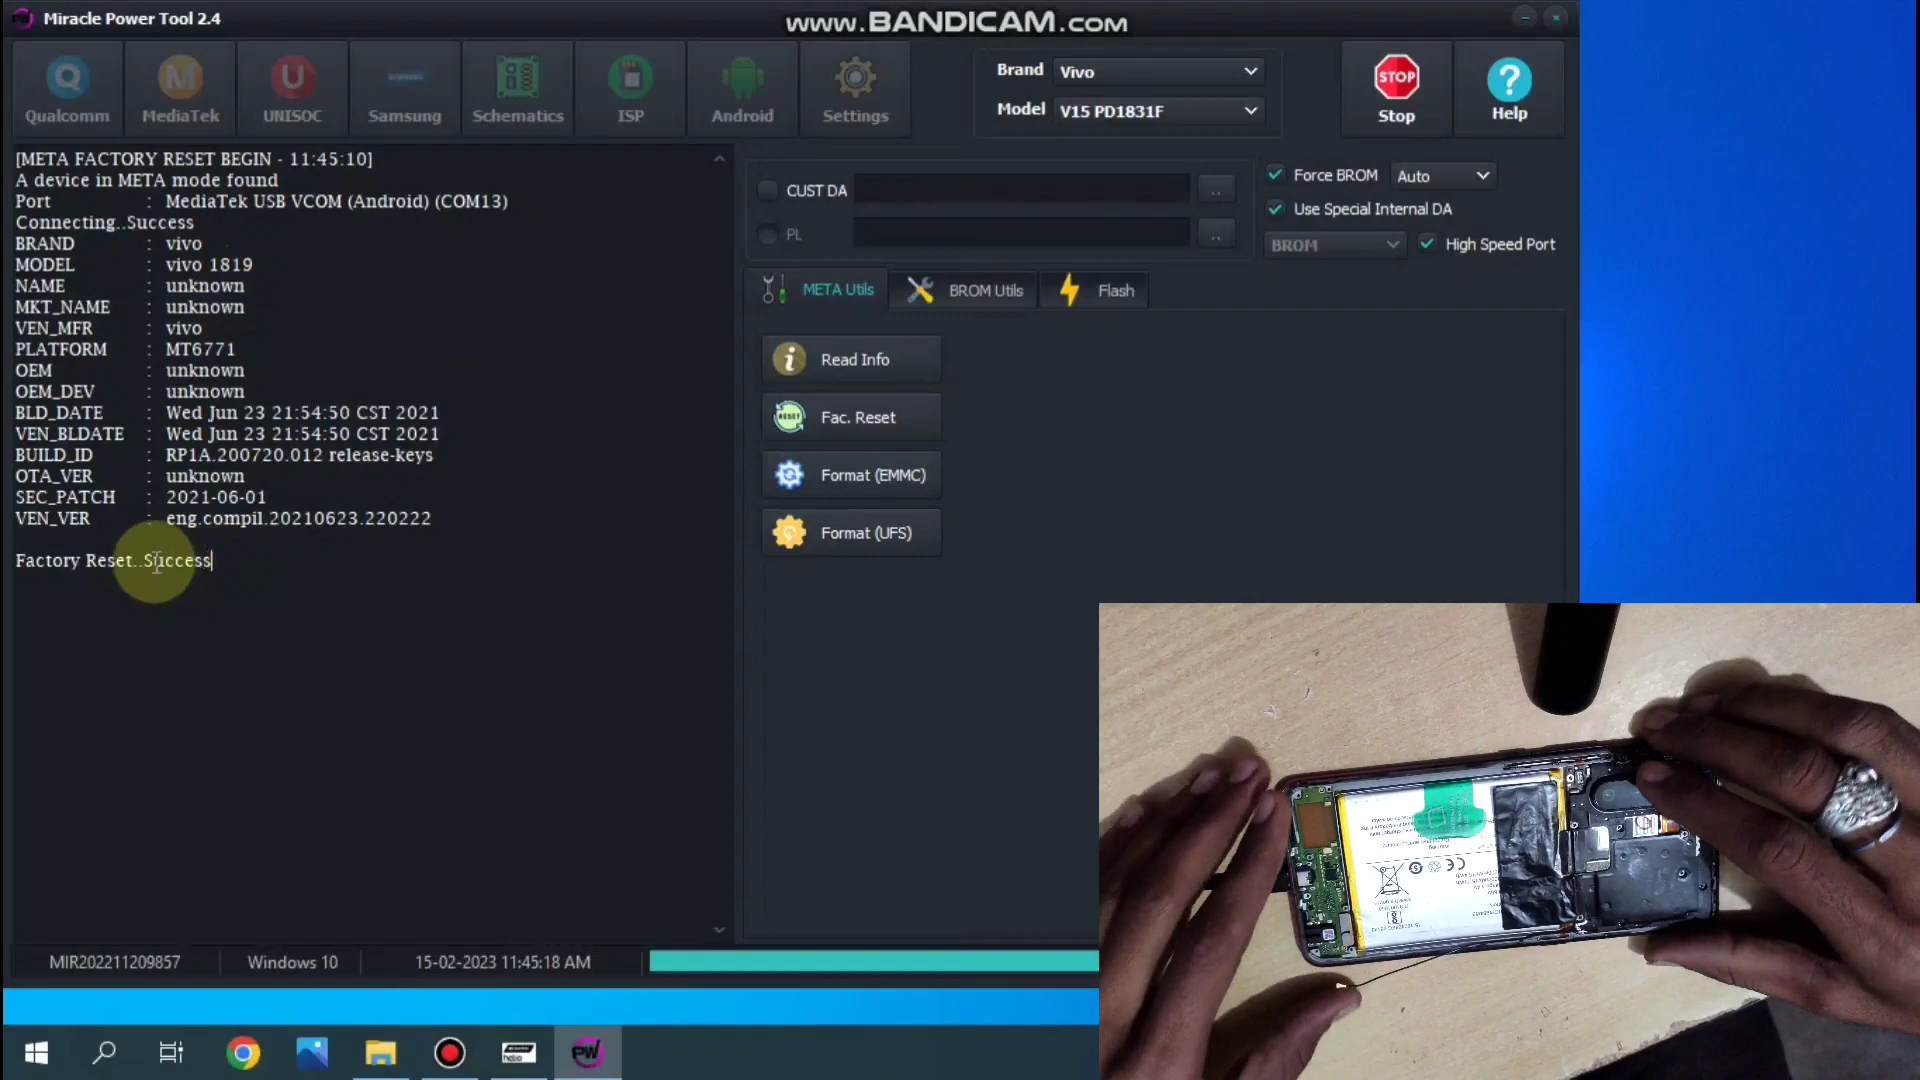 Miracle Power Tool 2.4
www.BANDICAM.com
Qualcomm
MediaTek
UNISOC
Samsung
Schematics
ISP
Android
Settings
Brand Vivo
Model V15 PD1831F
STOP
Stop
Help
[META FACTORY RESET BEGIN - 11:45:10]
A device in META mode found
Port : MediaTek USB VCOM (Android) (COM13)
Connecting..Success
BRAND : vivo
MODEL : vivo 1819
NAME : unknown
MKT_NAME : unknown
VEN_MFR : vivo
PLATFORM : MT6771
OEM : unknown
OEM_DEV : unknown
BLD_DATE : Wed Jun 23 21:54:50 CST 2021
VEN_BLDATE : Wed Jun 23 21:54:50 CST 2021
BUILD_ID : RP1A.200720.012 release-keys
OTA_VER : unknown
SEC_PATCH : 2021-06-01
VEN_VER : eng.compil.20210623.220222
Factory Reset..Success
CUST DA ..
PL ..
Force BROM Auto
Use Special Internal DA
BROM High Speed Port
META Utils
BROM Utils
Flash
Read Info
RESET Fac. Reset
Format (EMMC)
Format (UFS)
MIR202211209857
Windows 10
15-02-2023 11:45:18 AM
PW